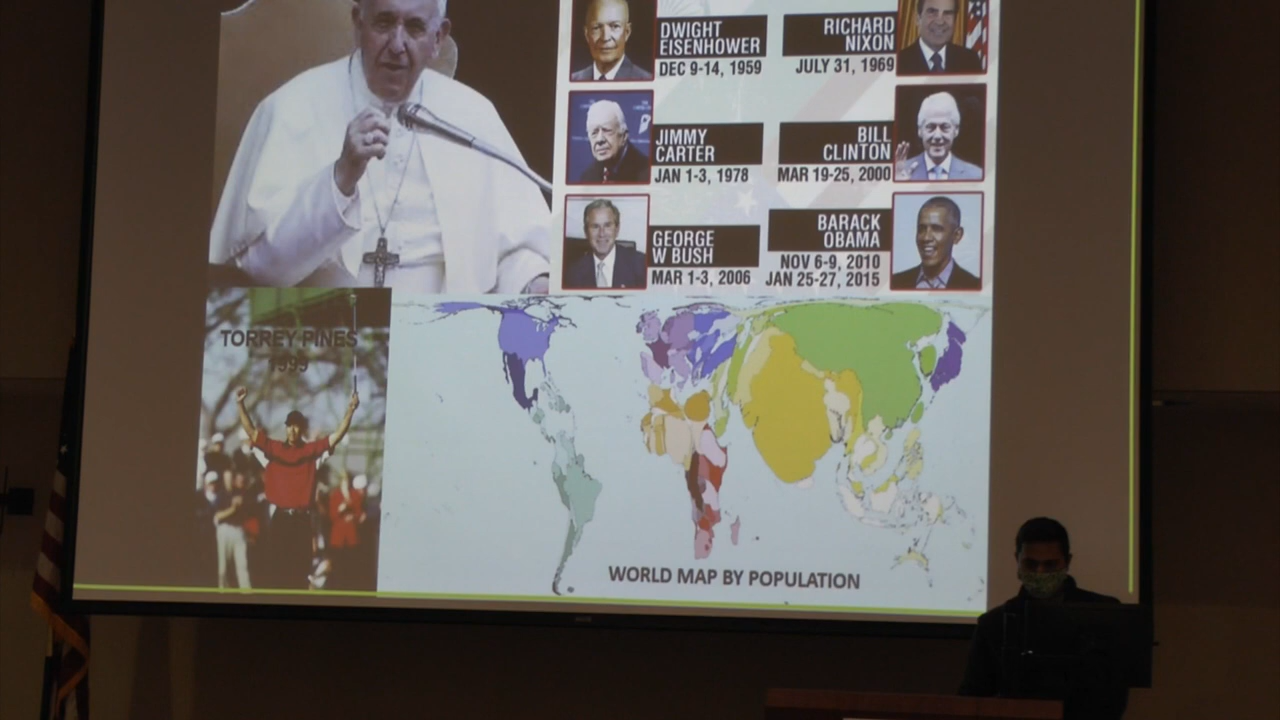 DWIGHT
EISENHOWER
DEC 9-14, 1959
RICHARD
NIXON
JULY 31, 1969
JIMMY
CARTER
JAN 1-3, 1978
BILL
CLINTON
MAR 19-25, 2000
GEORGE
W BUSH
MAR 1-3, 2006
BARACK
OBAMA
NOV 6-9, 2010
JAN 25-27, 2015
TORREY PINES
1999
WORLD MAP BY POPULATION